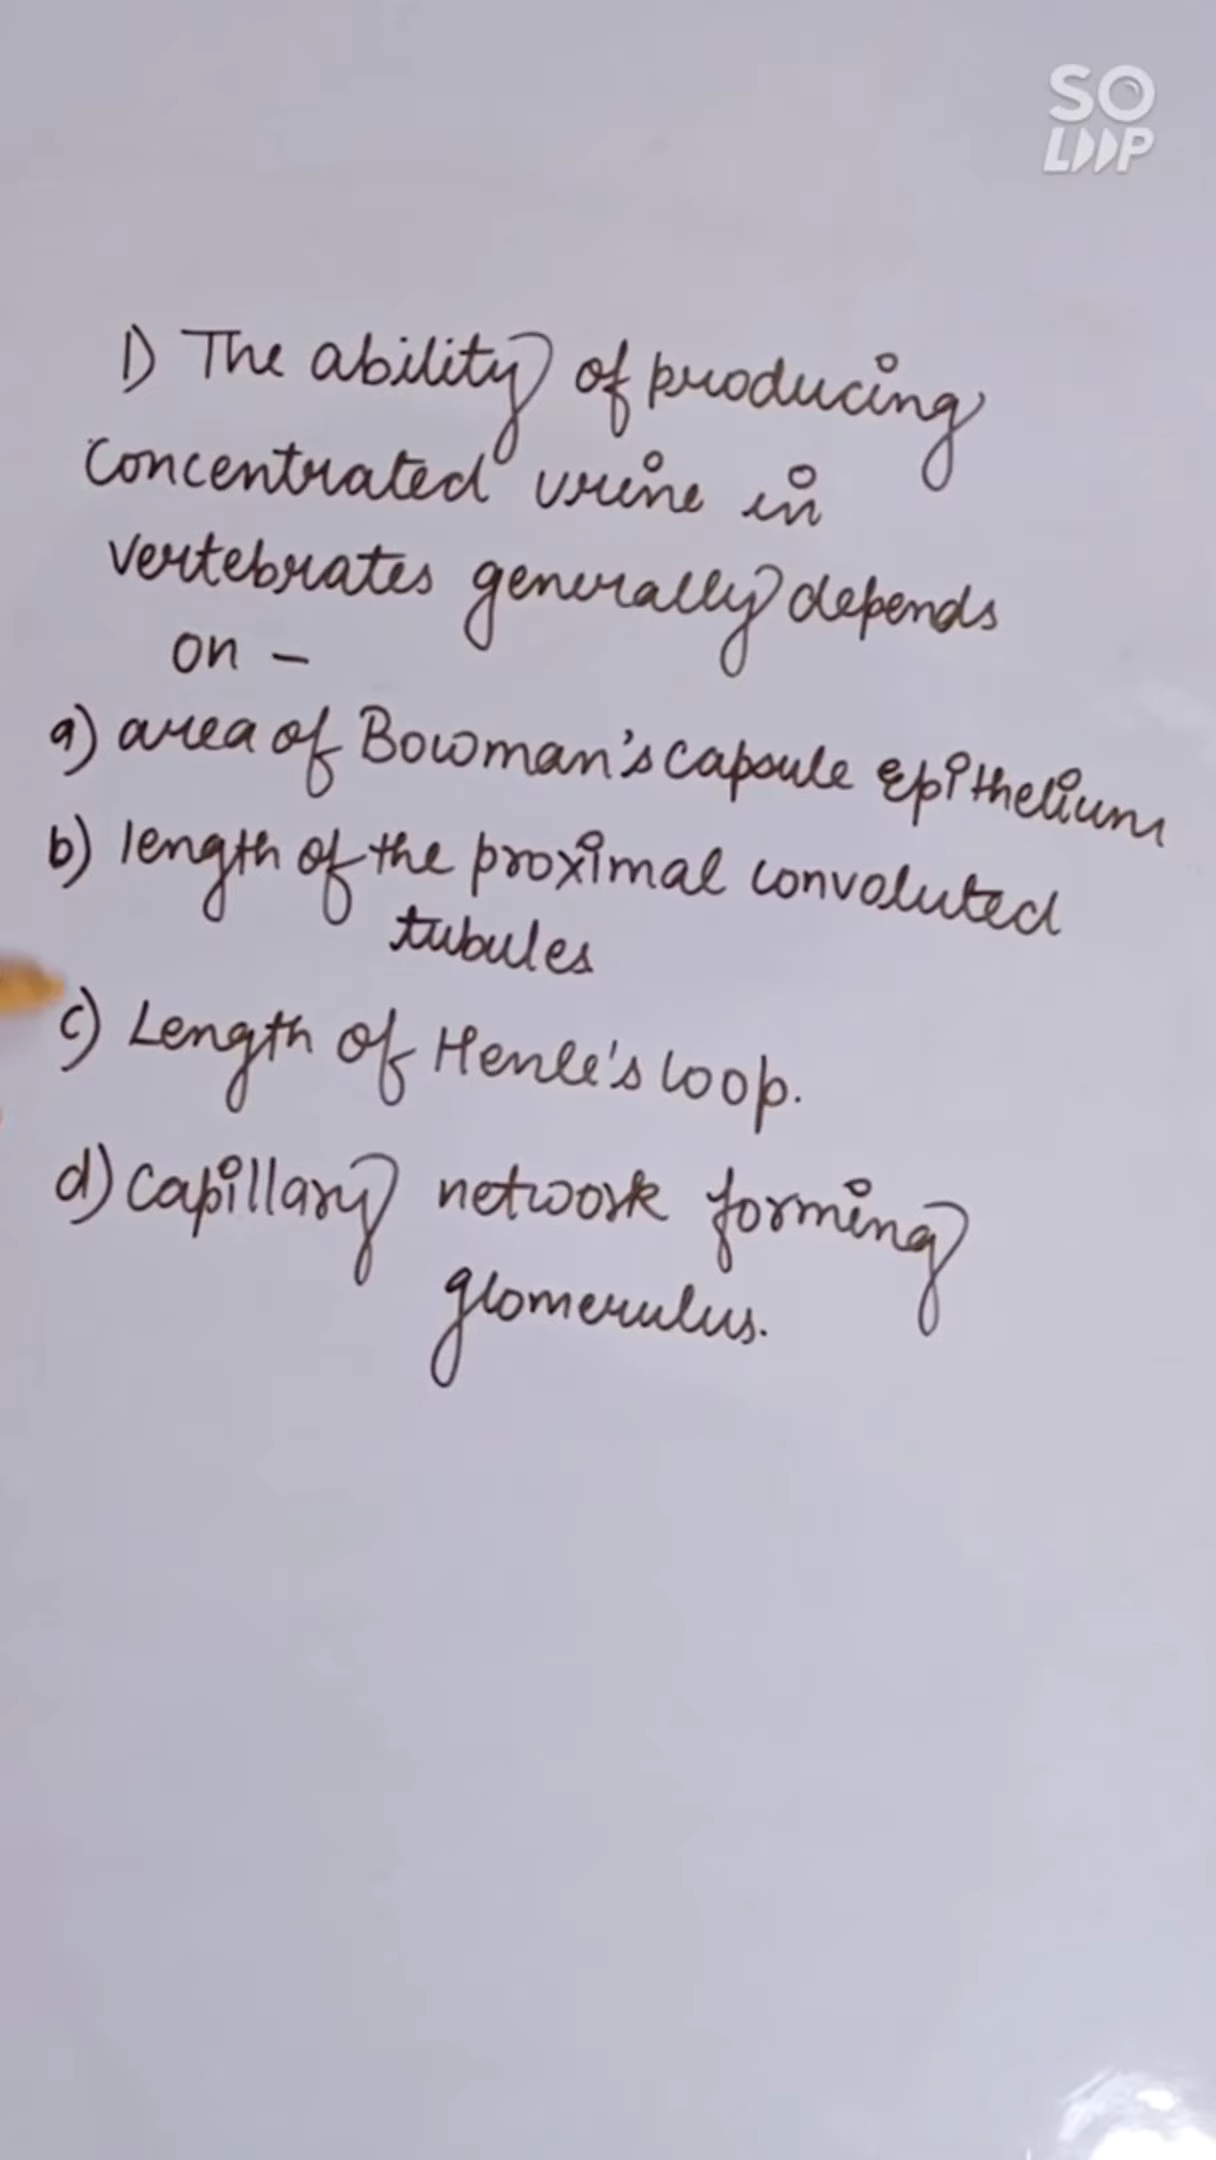 SO
LOOP
1) The ability of producing
concentrated urine in
vertebrates generally depends
on -
a) area of Bowman's capsule Epithelium
b) length of the proximal convoluted
tubules
c) Length of Henle's loop.
d) capillary network forming
glomerulus.